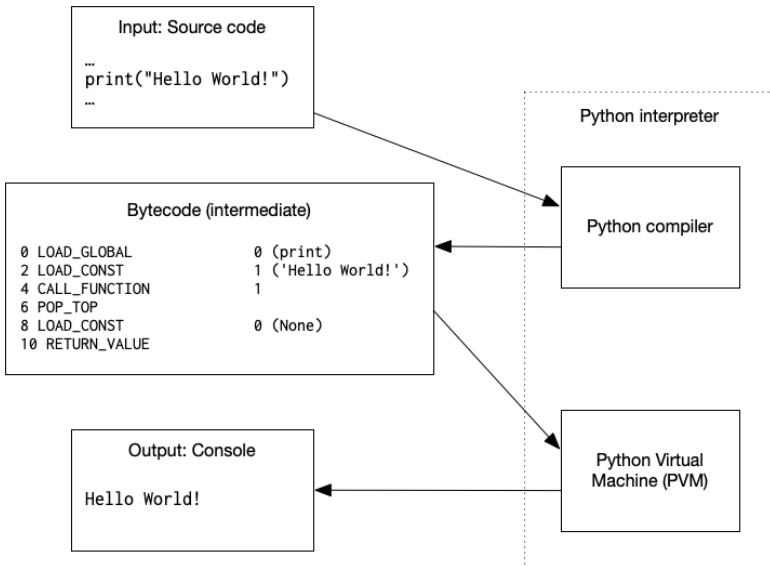 Input: Source code
…
print("Hello World!")
…
Python interpreter
Python compiler
Bytecode (intermediate)
0 LOAD_GLOBAL 0 (print)
2 LOAD_CONST 1 ('Hello World!')
4 CALL_FUNCTION 1
6 POP_TOP
8 LOAD_CONST 0 (None)
10 RETURN_VALUE
Output: Console
Hello World!
Python Virtual
Machine (PVM)